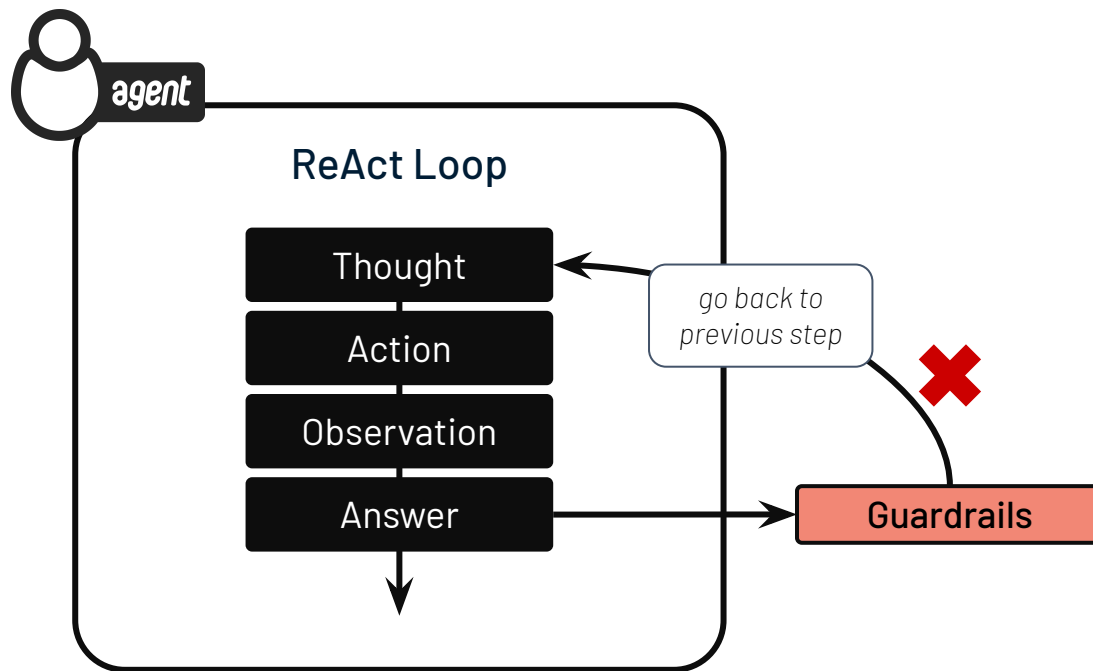 agent
ReAct Loop
Thought
go back to
previous step
Action
Observation
Answer
Guardrails